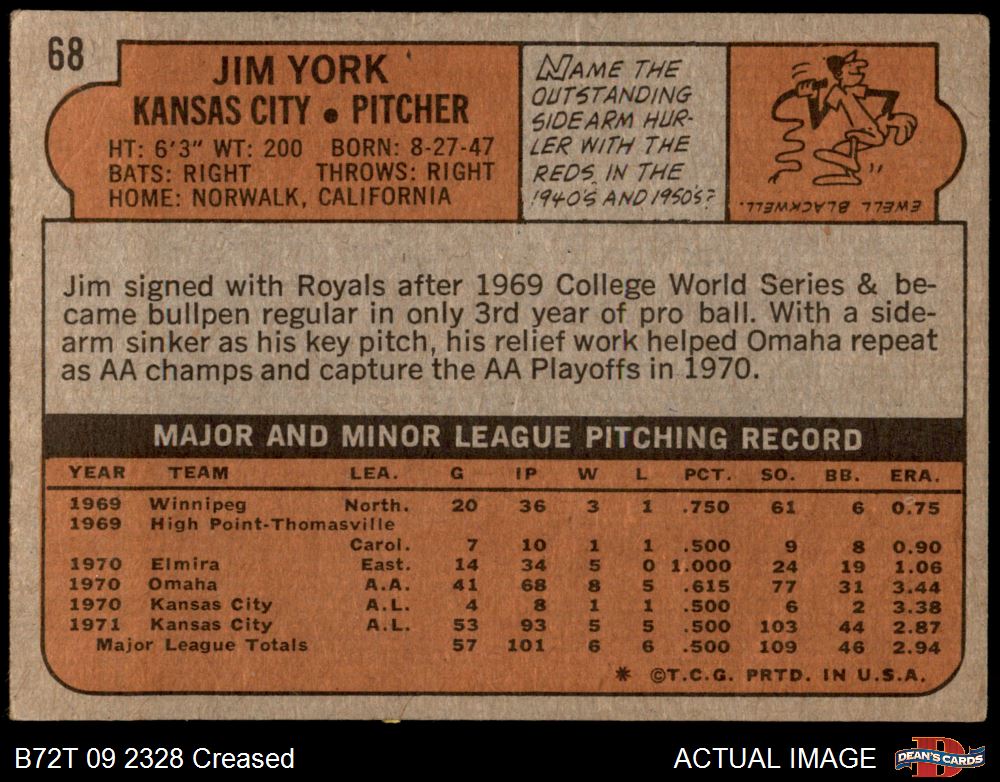 68
JIM YORK
KANSAS CITY • PITCHER
HT: 6'3" WT: 200 BORN: 8-27-47
BATS: RIGHT THROWS: RIGHT
HOME: NORWALK, CALIFORNIA
NAME THE
OUTSTANDING
SIDEARM HUR-
LER WITH THE
REDS IN THE
1940'S AND 1950'S?
EWELL BLACKWELL.
Jim signed with Royals after 1969 College World Series & be-
came bullpen regular in only 3rd year of pro ball. With a side-
arm sinker as his key pitch, his relief work helped Omaha repeat
as AA champs and capture the AA Playoffs in 1970.
MAJOR AND MINOR LEAGUE PITCHING RECORD
YEAR TEAM LEA. G IP W L PCT. SO. BB. ERA.
1969 Winnipeg North. 20 36 3 1 .750 61 6 0.75
1969 High Point-Thomasville
Carol. 7 10 1 1 .500 9 8 0.90
1970 Elmira East. 14 34 5 0 1.000 24 19 1.06
1970 Omaha A.A. 41 68 8 5 .615 77 31 3.44
1970 Kansas City A.L. 4 8 1 1 .500 6 2 3.38
1971 Kansas City A.L. 53 93 5 5 .500 103 44 2.87
Major League Totals 57 101 6 6 .500 109 46 2.94
* ©T.C.G. PRTD. IN U.S.A.
B72T 09 2328 Creased
ACTUAL IMAGE
D
DEAN'S CARDS